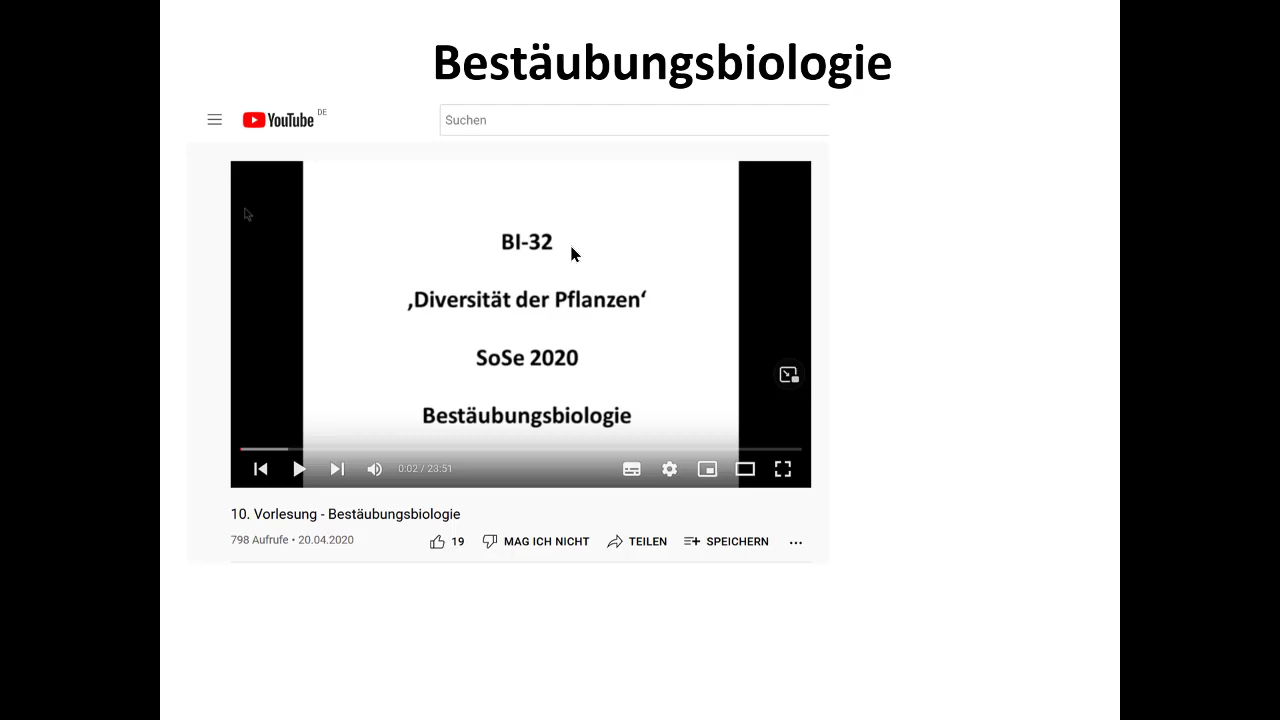 Bestäubungsbiologie
YouTube DE
Suchen
BI-32
‚Diversität der Pflanzen‘
SoSe 2020
Bestäubungsbiologie
0:02 / 23:51
10. Vorlesung - Bestäubungsbiologie
798 Aufrufe • 20.04.2020
19 MAG ICH NICHT TEILEN SPEICHERN ...